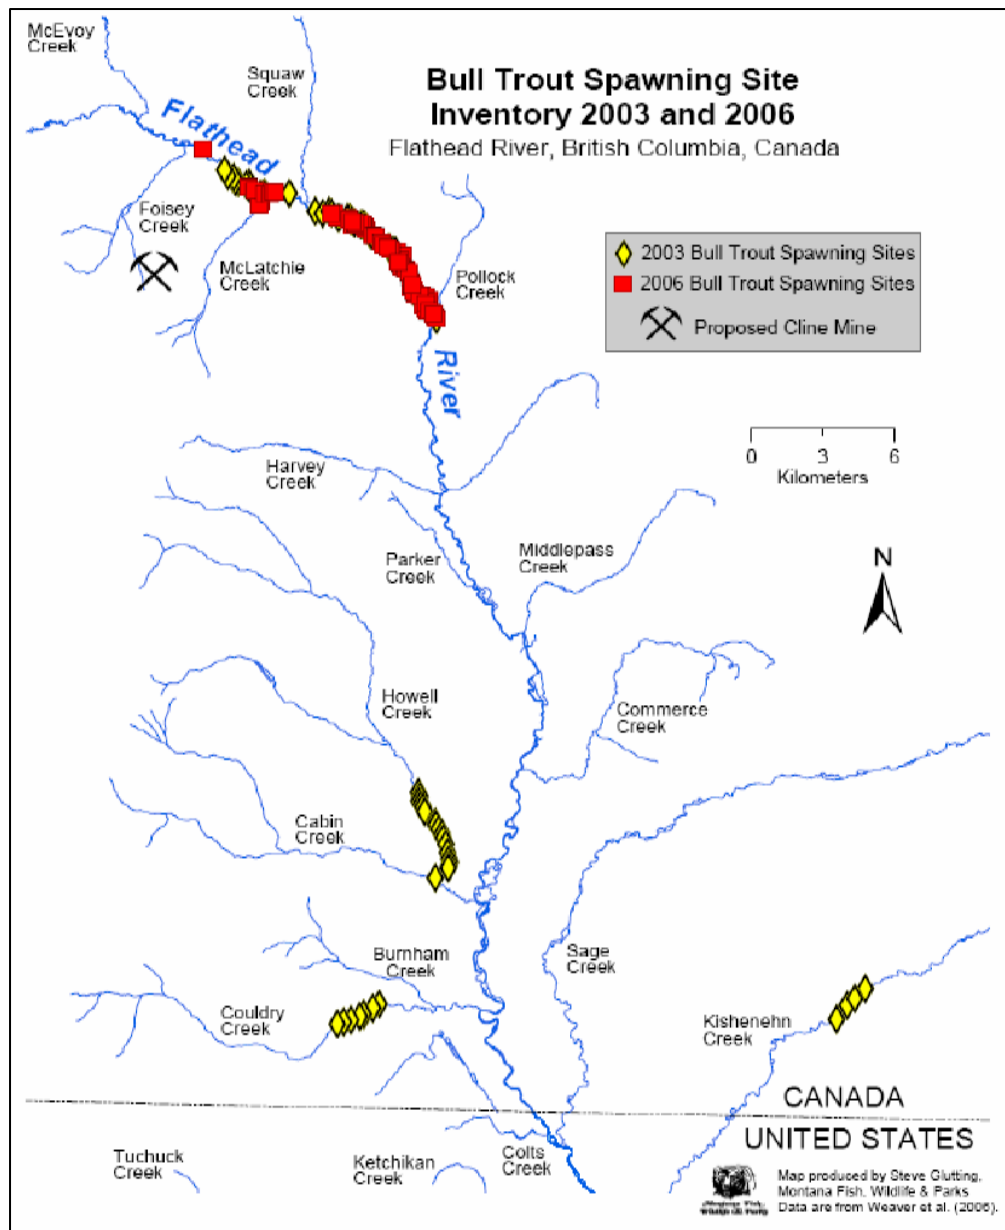 McEvoy
Creek
Squaw
Creek
Bull Trout Spawning Site
Inventory 2003 and 2006
Flathead River, British Columbia, Canada
Flathead
Foisey
Creek
McLatchie
Creek
Pollock
Creek
2003 Bull Trout Spawning Sites
2006 Bull Trout Spawning Sites
Proposed Cline Mine
River
0 3 6
Kilometers
Harvey
Creek
Parker
Creek
Middlepass
Creek
N
Howell
Creek
Commerce
Creek
Cabin
Creek
Burnham
Creek
Sage
Creek
Couldry
Creek
Kishenehn
Creek
CANADA
UNITED STATES
Tuchuck
Creek
Ketchikan
Creek
Colts
Creek
Map produced by Steve Glutting,
Montana Fish, Wildlife & Parks
Data are from Weaver et al. (2006).